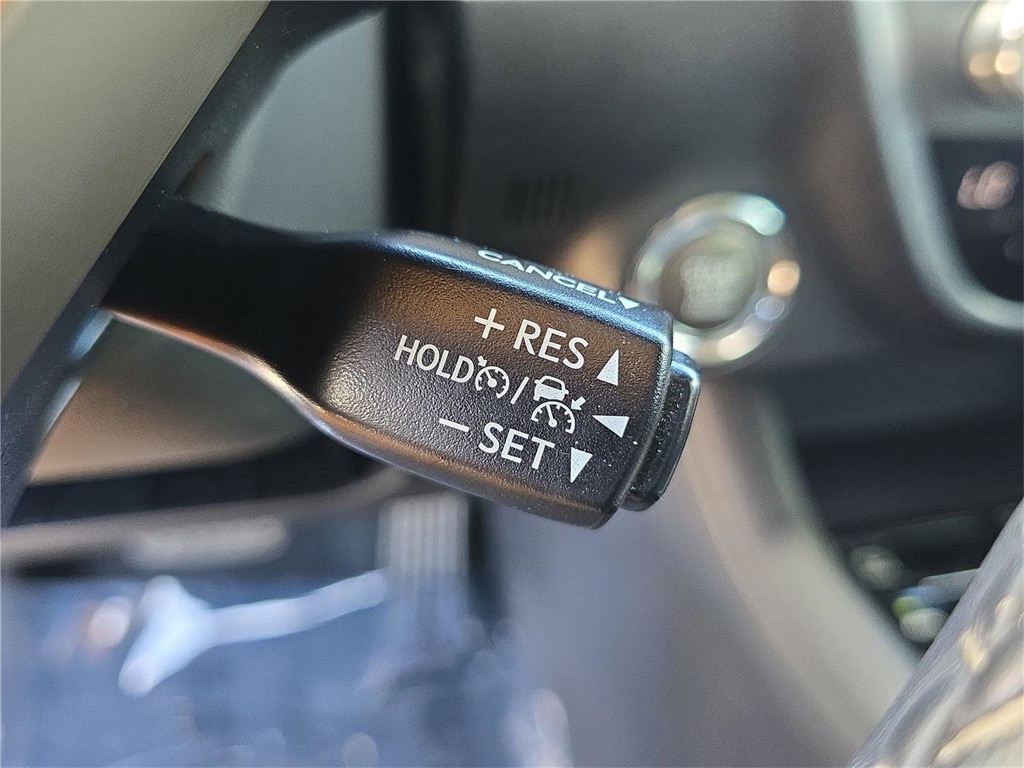 CANCEL
+ RES
HOLD /
− SET